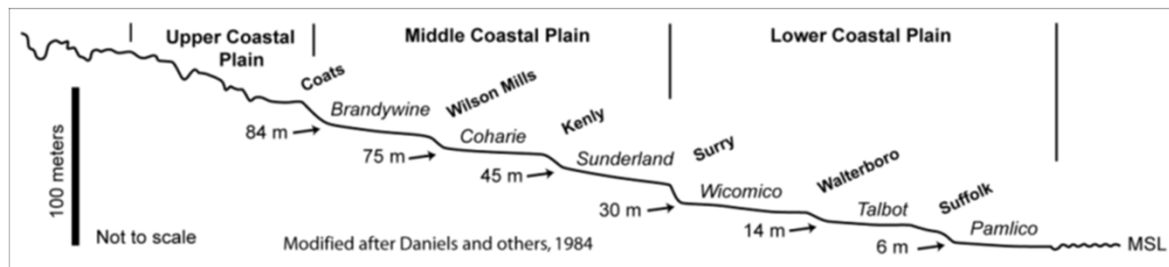 Upper Coastal
Plain
Middle Coastal Plain
Lower Coastal Plain
Coats
Brandywine
Wilson Mills
84 m
Coharie
Kenly
75 m
Sunderland
Surry
45 m
Wicomico
Walterboro
30 m
Talbot
Suffolk
14 m
Pamlico
6 m
MSL
100 meters
Not to scale
Modified after Daniels and others, 1984